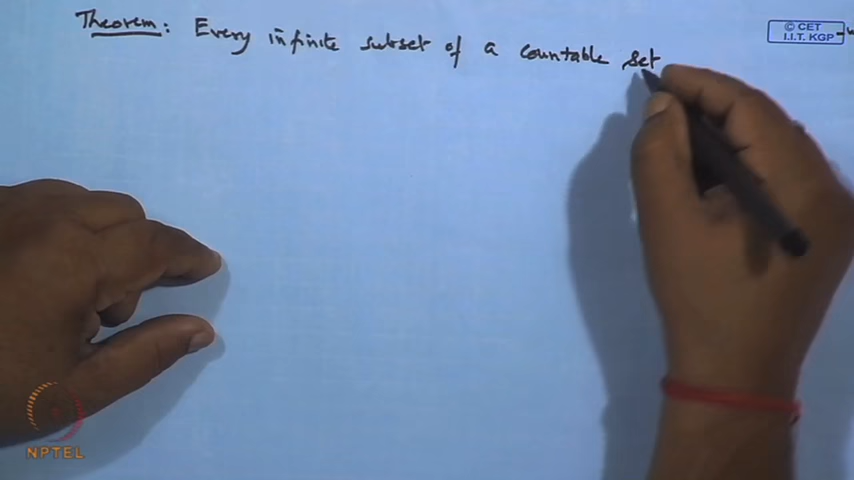 Theorem: Every infinite subset of a countable set
© CET
I.I.T. KGP
NPTEL